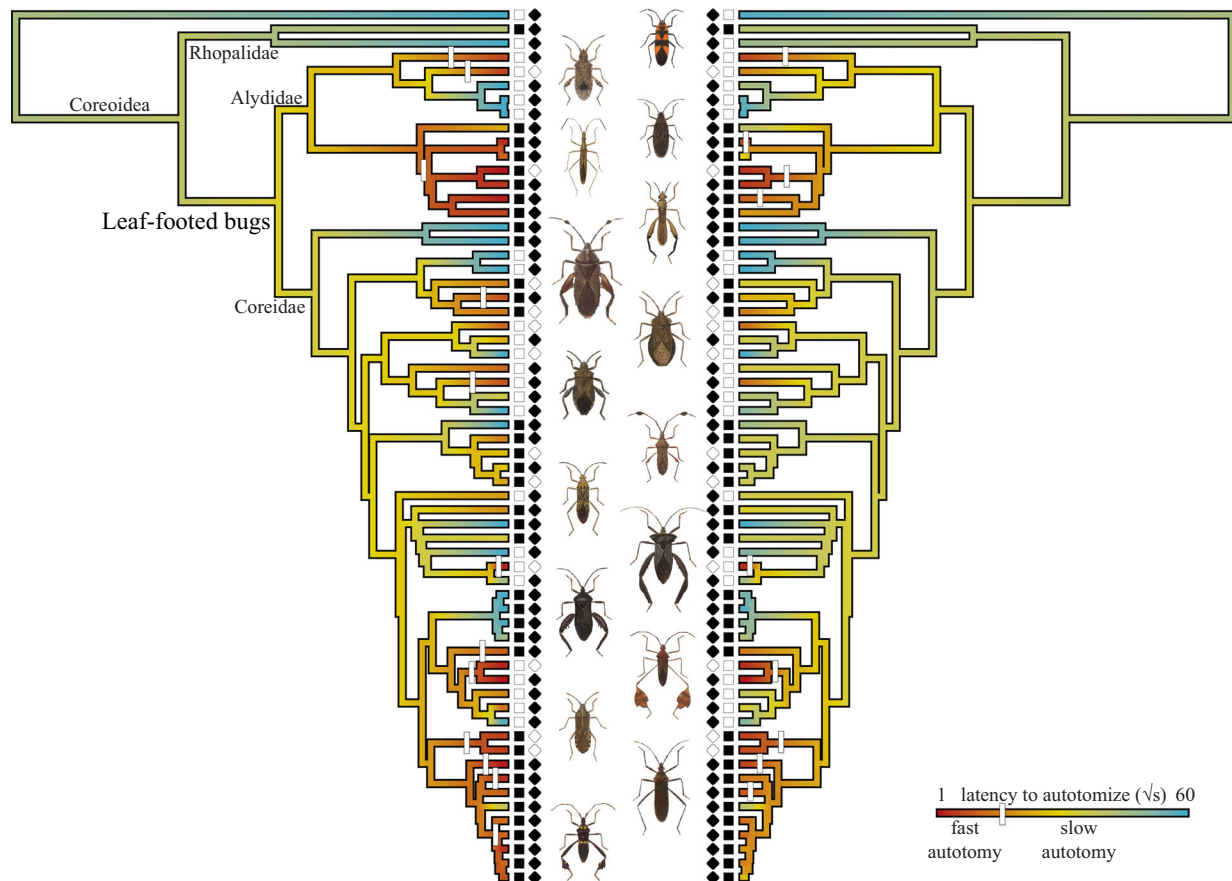 Rhopalidae
Coreoidea
Alydidae
Leaf-footed bugs
Coreidae
1 latency to autotomize (√s) 60
fast autotomy
slow autotomy